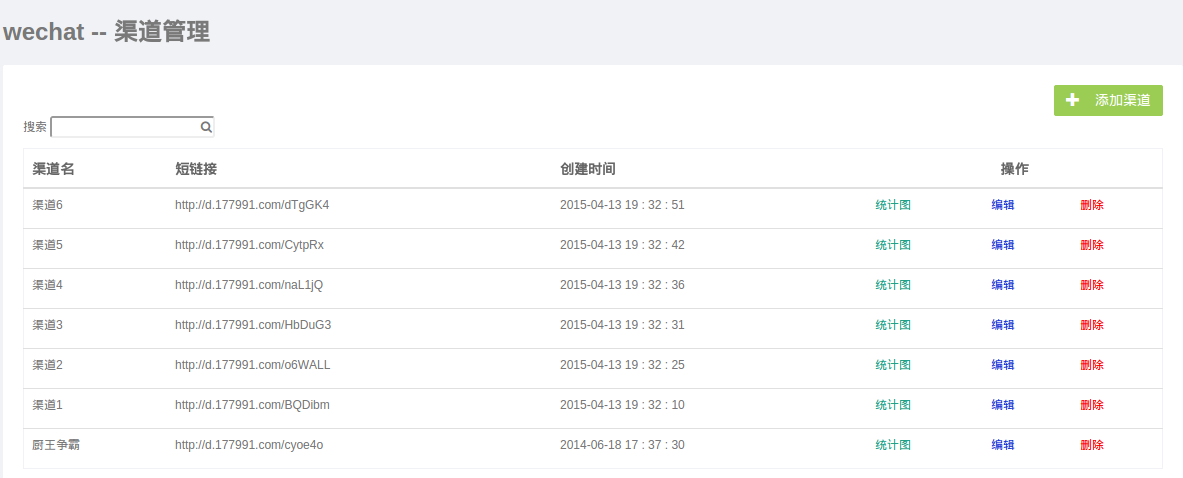 wechat -- 渠道管理
添加渠道
搜索
渠道名 短链接 创建时间 操作
渠道6 http://d.177991.com/dTgGK4 2015-04-13 19 : 32 : 51 统计图 编辑 删除
渠道5 http://d.177991.com/CytpRx 2015-04-13 19 : 32 : 42 统计图 编辑 删除
渠道4 http://d.177991.com/naL1jQ 2015-04-13 19 : 32 : 36 统计图 编辑 删除
渠道3 http://d.177991.com/HbDuG3 2015-04-13 19 : 32 : 31 统计图 编辑 删除
渠道2 http://d.177991.com/o6WALL 2015-04-13 19 : 32 : 25 统计图 编辑 删除
渠道1 http://d.177991.com/BQDibm 2015-04-13 19 : 32 : 10 统计图 编辑 删除
厨王争霸 http://d.177991.com/cyoe4o 2014-06-18 17 : 37 : 30 统计图 编辑 删除